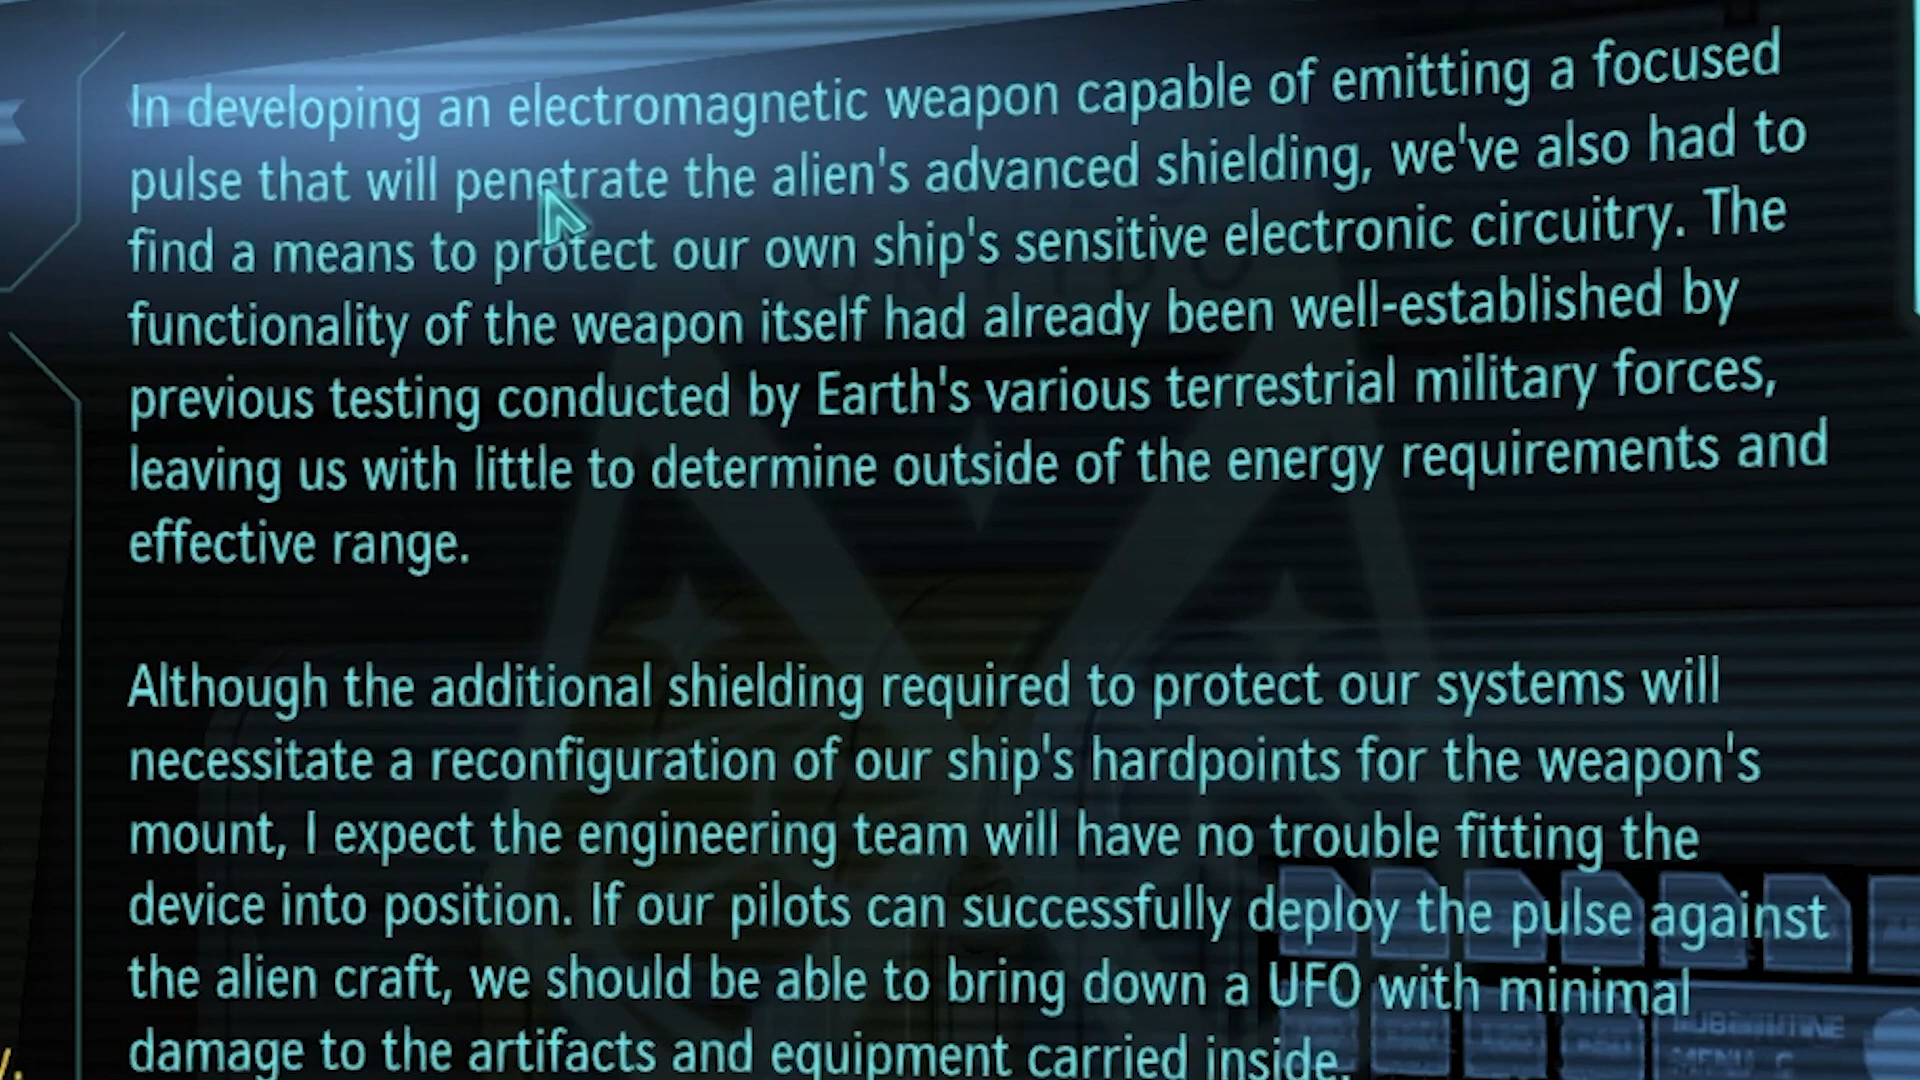 In developing an electromagnetic weapon capable of emitting a focused
pulse that will penetrate the alien's advanced shielding, we've also had to
find a means to protect our own ship's sensitive electronic circuitry. The
functionality of the weapon itself had already been well-established by
previous testing conducted by Earth's various terrestrial military forces,
leaving us with little to determine outside of the energy requirements and
effective range.
Although the additional shielding required to protect our systems will
necessitate a reconfiguration of our ship's hardpoints for the weapon's
mount, I expect the engineering team will have no trouble fitting the
device into position. If our pilots can successfully deploy the pulse against
the alien craft, we should be able to bring down a UFO with minimal
damage to the artifacts and equipment carried inside.